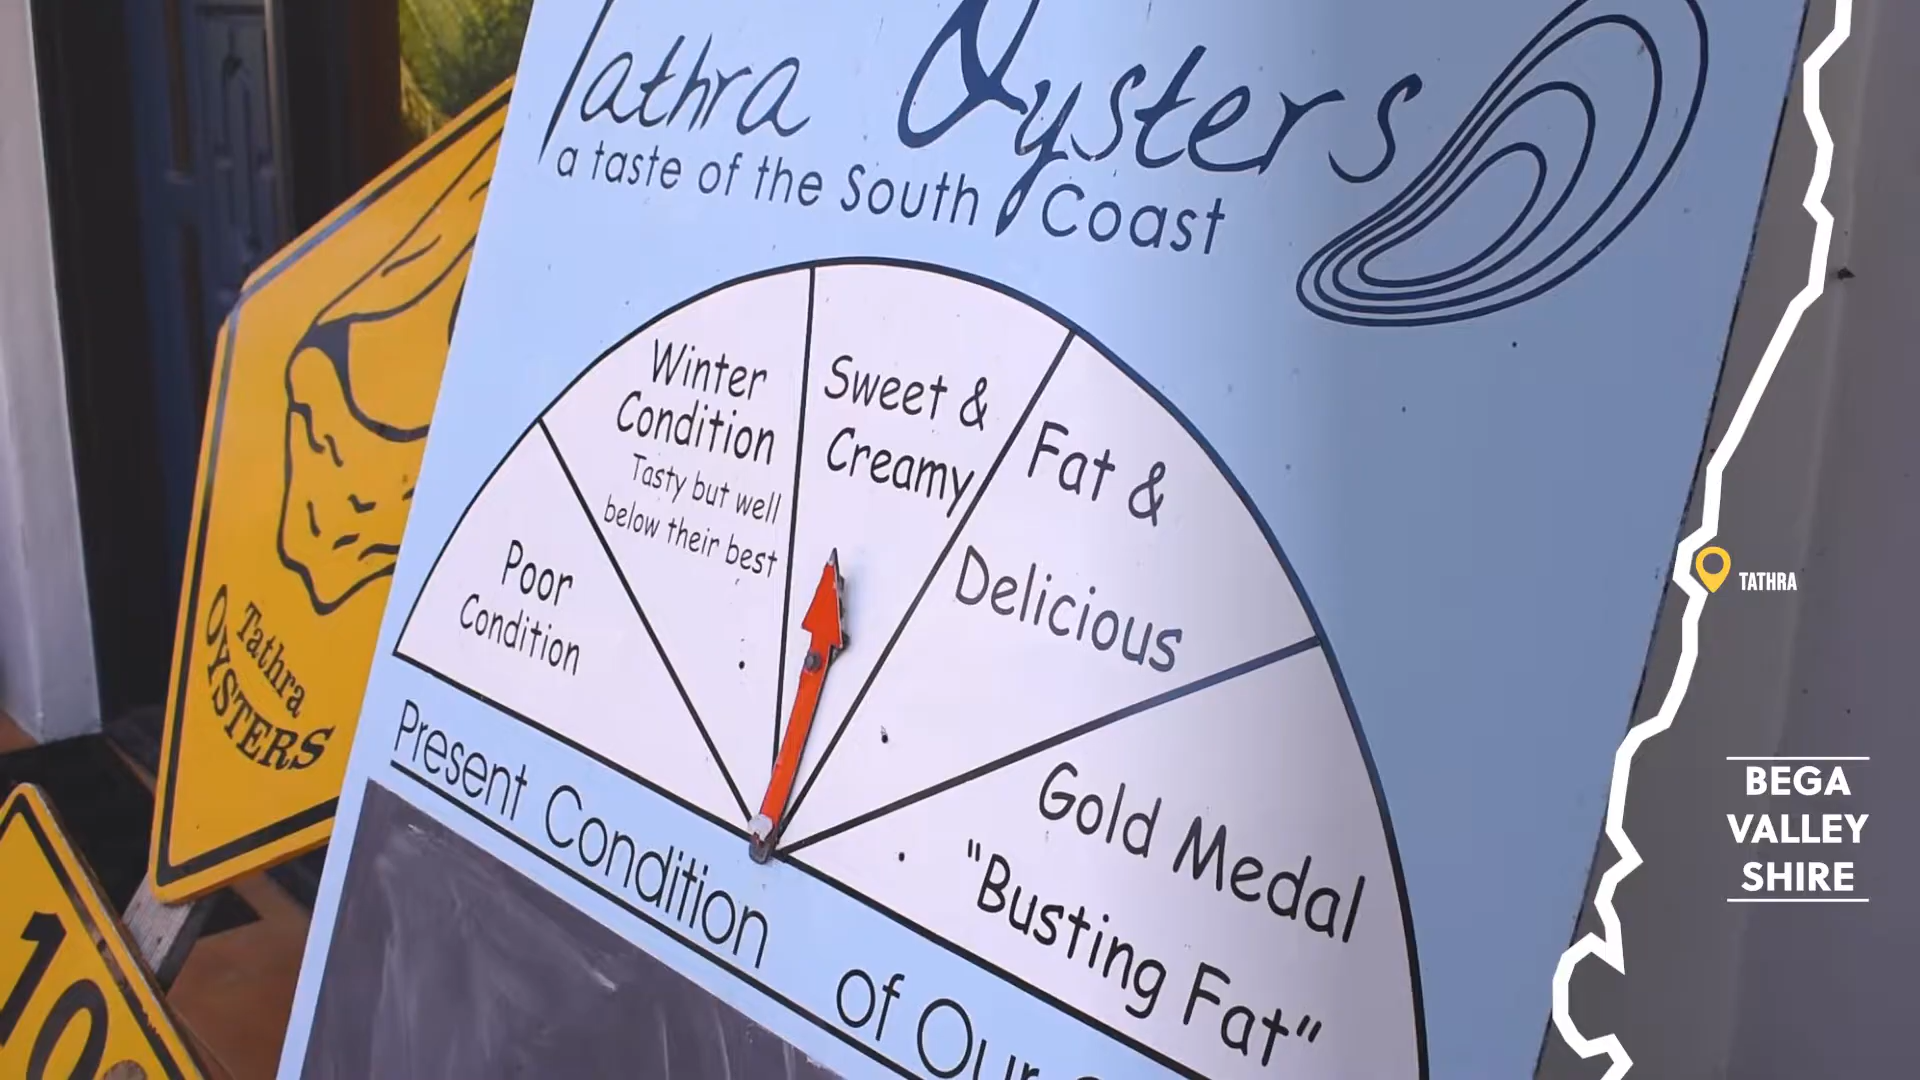 Tathra Oysters
a taste of the South Coast
Winter
Condition
Tasty but well
below their best
Sweet &
Creamy
Fat &
Delicious
Poor
Condition
Gold Medal
"Busting Fat"
Present Condition of Our
Tathra
OYSTERS
10
TATHRA
BEGA
VALLEY
SHIRE